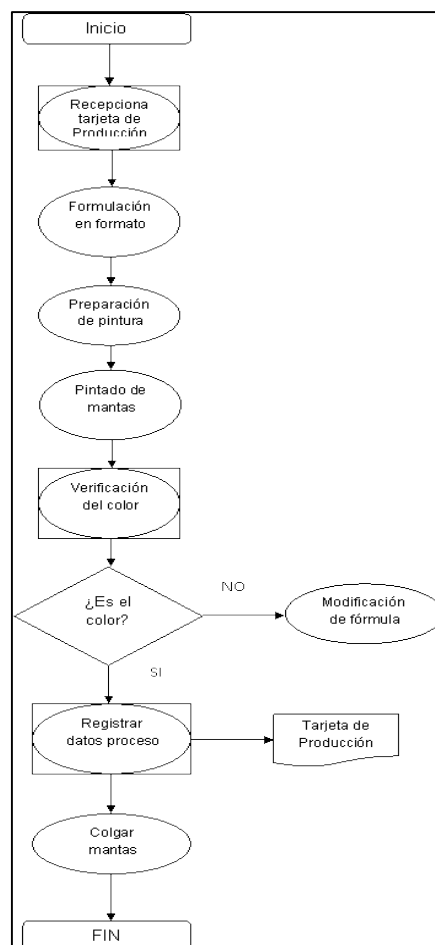 Inicio
Recepciona
tarjeta de
Producción
Formulación
en formato
Preparación
de pintura
Pintado de
mantas
Verificación
del color
¿Es el
color?
NO
Modificación
de fórmula
SI
Registrar
datos proceso
Tarjeta de
Producción
Colgar
mantas
FIN